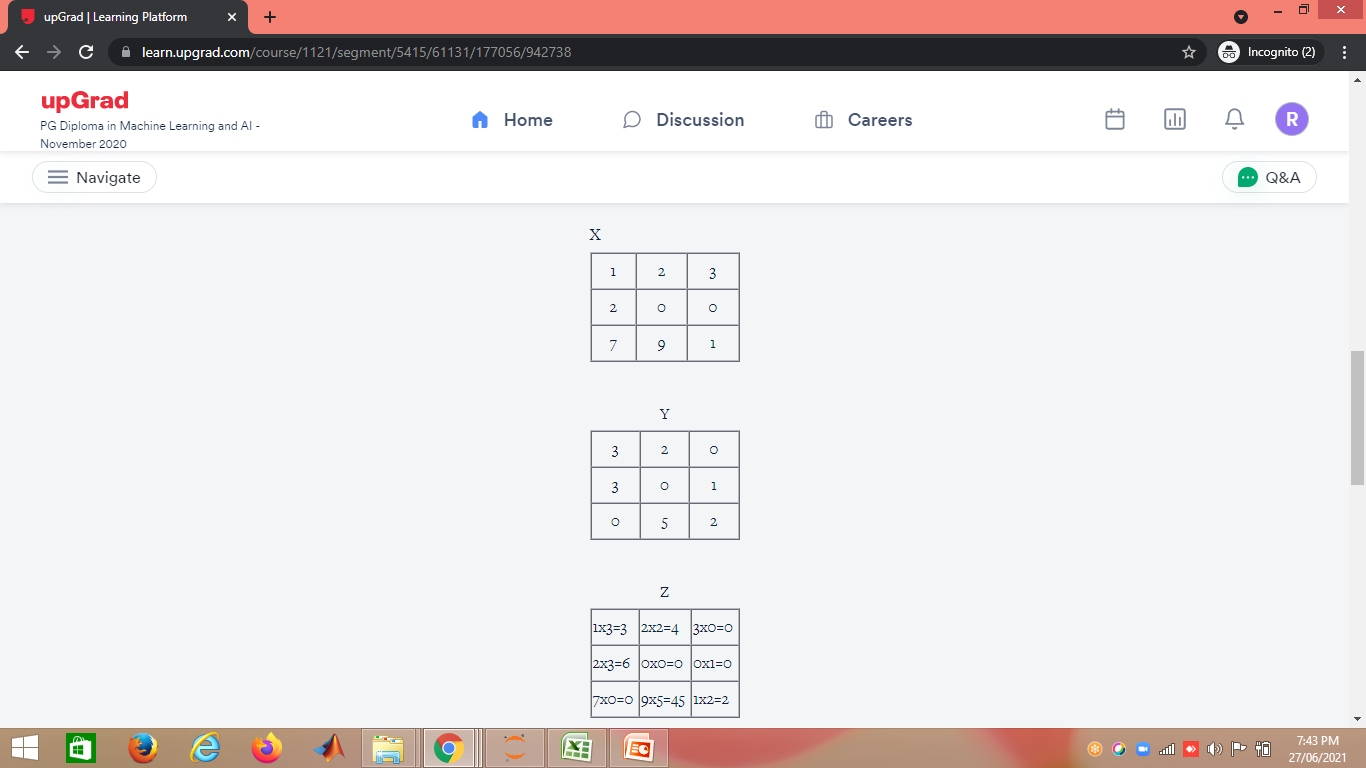 upGrad | Learning Platform
learn.upgrad.com/course/1121/segment/5415/61131/177056/942738
Incognito (2)
upGrad
PG Diploma in Machine Learning and AI -
November 2020
Home
Discussion
Careers
R
Navigate
Q&A
X
1 2 3
2 0 0
7 9 1
Y
3 2 0
3 0 1
0 5 2
Z
1x3=3 2x2=4 3x0=0
2x3=6 0x0=0 0x1=0
7x0=0 9x5=45 1x2=2
7:43 PM
27/06/2021